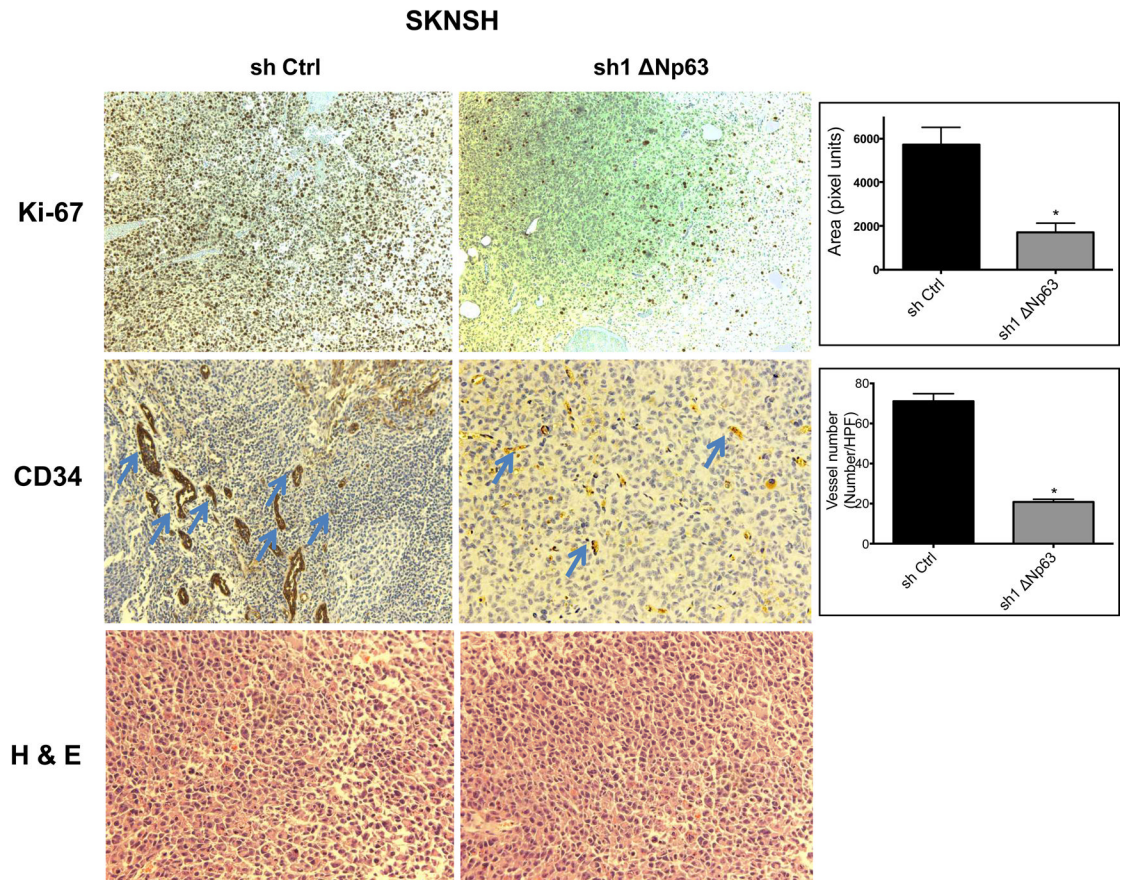 SKNSH
sh Ctrl
sh1 ΔNp63
Ki-67
Area (pixel units)
6000
4000
2000
0
*
sh Ctrl
sh1 ΔNp63
CD34
Vessel number
(Number/HPF)
80
60
40
20
0
*
sh Ctrl
sh1 ΔNp63
H & E